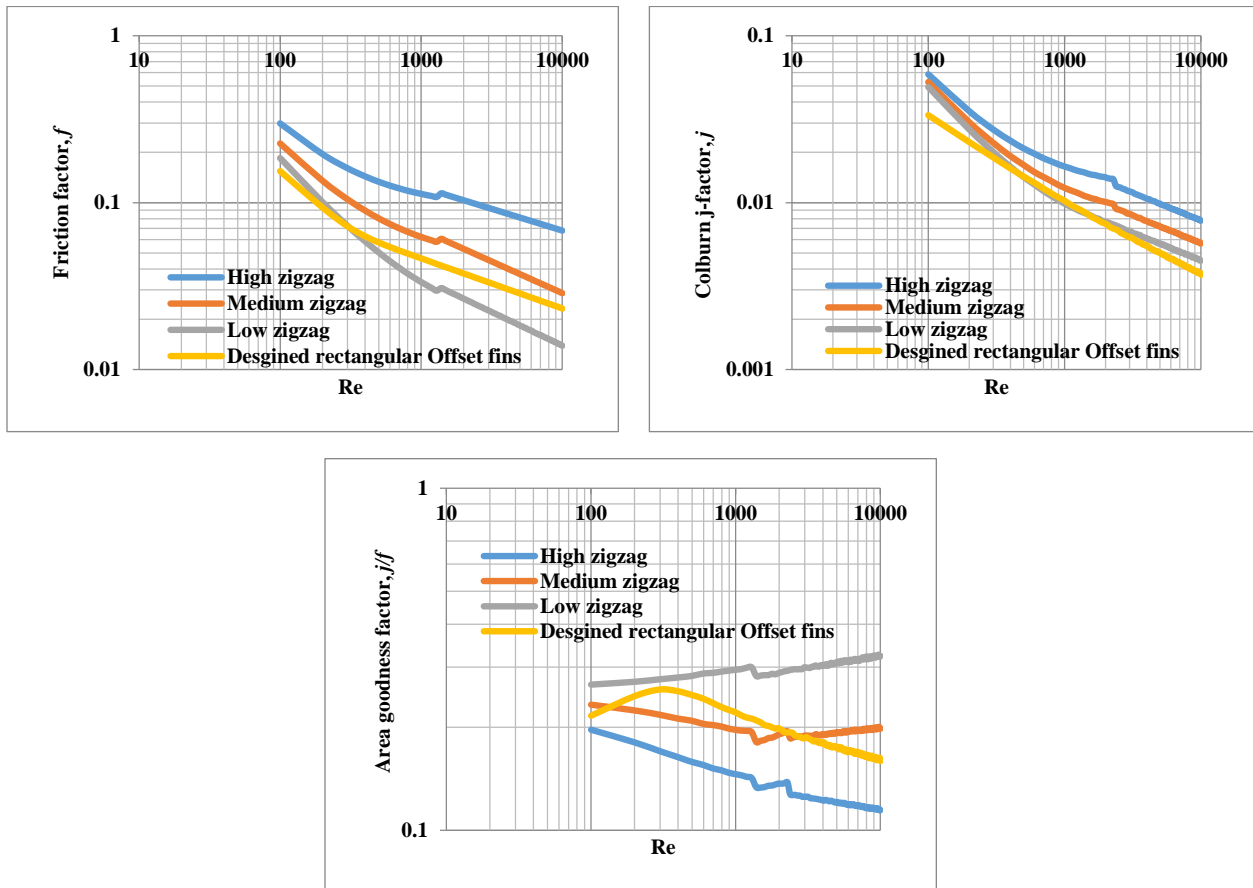 1
10
100
1000
10000
Friction factor, f
0.1
High zigzag
Medium zigzag
Low zigzag
Desgined rectangular Offset fins
0.01
Re
0.1
10
100
1000
10000
Colburn j-factor, j
0.01
High zigzag
Medium zigzag
Low zigzag
Desgined rectangular Offset fins
0.001
Re
1
10
100
1000
10000
Area goodness factor, j/f
High zigzag
Medium zigzag
Low zigzag
Desgined rectangular Offset fins
0.1
Re